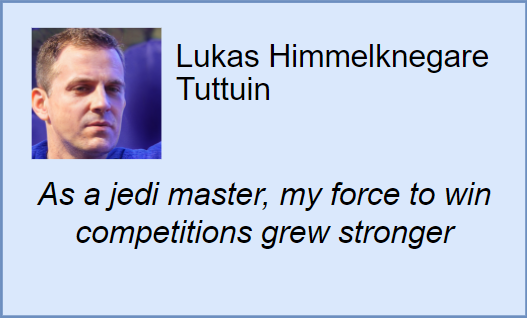 Lukas Himmelknegare
Tuttuin
As a jedi master, my force to win
competitions grew stronger